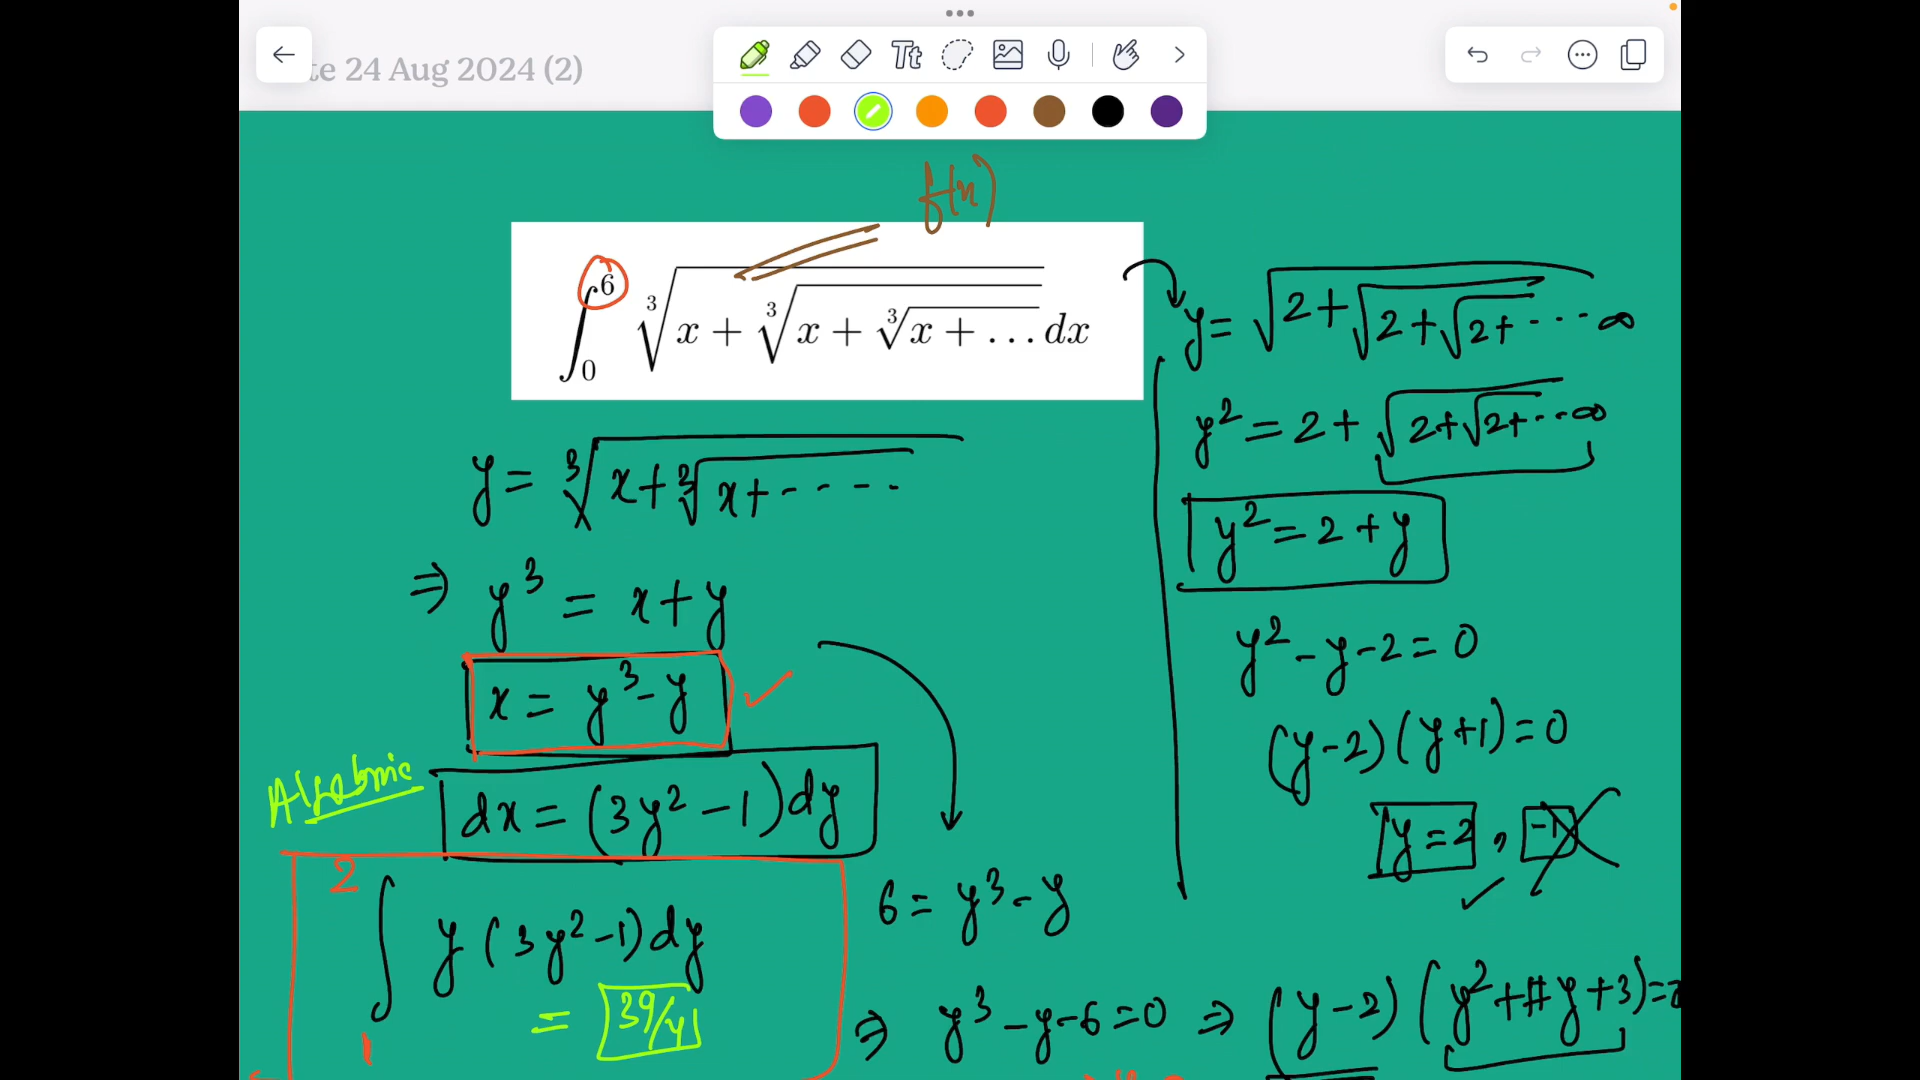 te 24 Aug 2024 (2)
Tt
f(x)
∫₀⁶ ∛(x + ∛(x + ∛(x + ...))) dx
y = ∛(x + ∛(x + - - - -
⇒ y³ = x + y
x = y³ - y ✓
Algebraic
dx = (3y² - 1) dy
2
∫ y (3y² - 1) dy
1
= 39/4
y = √(2 + √(2 + √(2 + ··· ∞
y² = 2 + √(2 + √(2 + ··· ∞
y² = 2 + y
y² - y - 2 = 0
(y - 2)(y + 1) = 0
y = 2 , -1
✓
6 = y³ - y
⇒ y³ - y - 6 = 0 ⇒ (y - 2)(y² + #y + 3) =